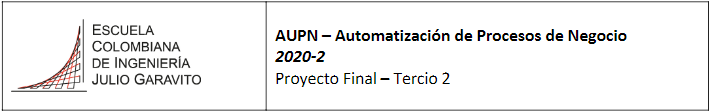 ESCUELA
COLOMBIANA
DE INGENIERÍA
JULIO GARAVITO
AUPN – Automatización de Procesos de Negocio
2020-2
Proyecto Final – Tercio 2